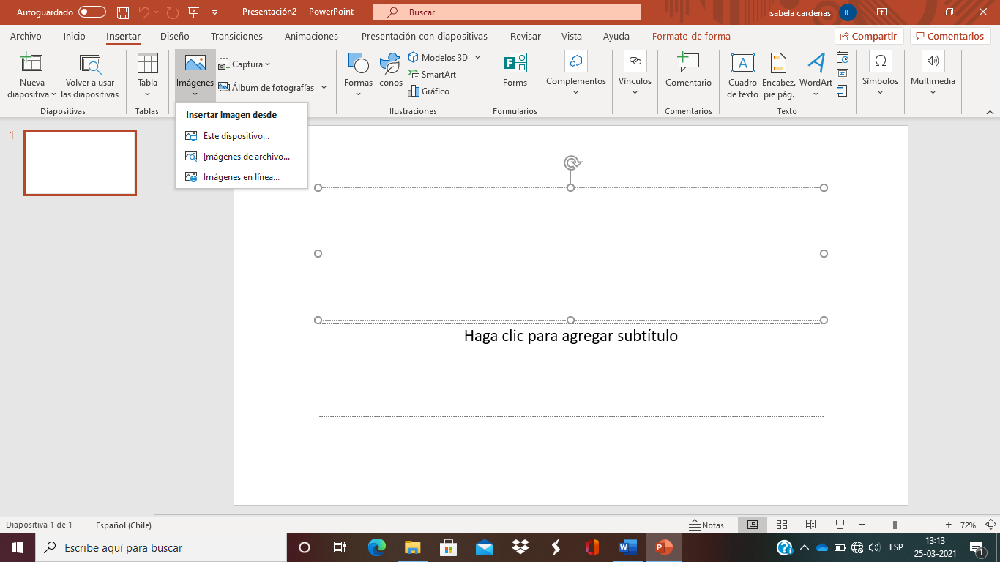 Autoguardado
Presentación2 - PowerPoint
Buscar
isabela cardenas
IC
Archivo Inicio Insertar Diseño Transiciones Animaciones Presentación con diapositivas Revisar Vista Ayuda Formato de forma
Compartir
Comentarios
Nueva
diapositiva
Volver a usar
las diapositivas
Diapositivas
Tabla
Tablas
Imágenes
Captura
Álbum de fotografías
Formas
Iconos
Modelos 3D
SmartArt
Gráfico
Ilustraciones
Forms
Formularios
Complementos
Vínculos
Comentario
Comentarios
Cuadro
de texto
Encabez.
pie pág.
WordArt
Texto
Símbolos
Multimedia
Insertar imagen desde
Este dispositivo...
Imágenes de archivo...
Imágenes en línea...
1
Haga clic para agregar subtítulo
Diapositiva 1 de 1
Español (Chile)
Notas
72%
Escribe aquí para buscar
ESP
13:13
25-03-2021
1